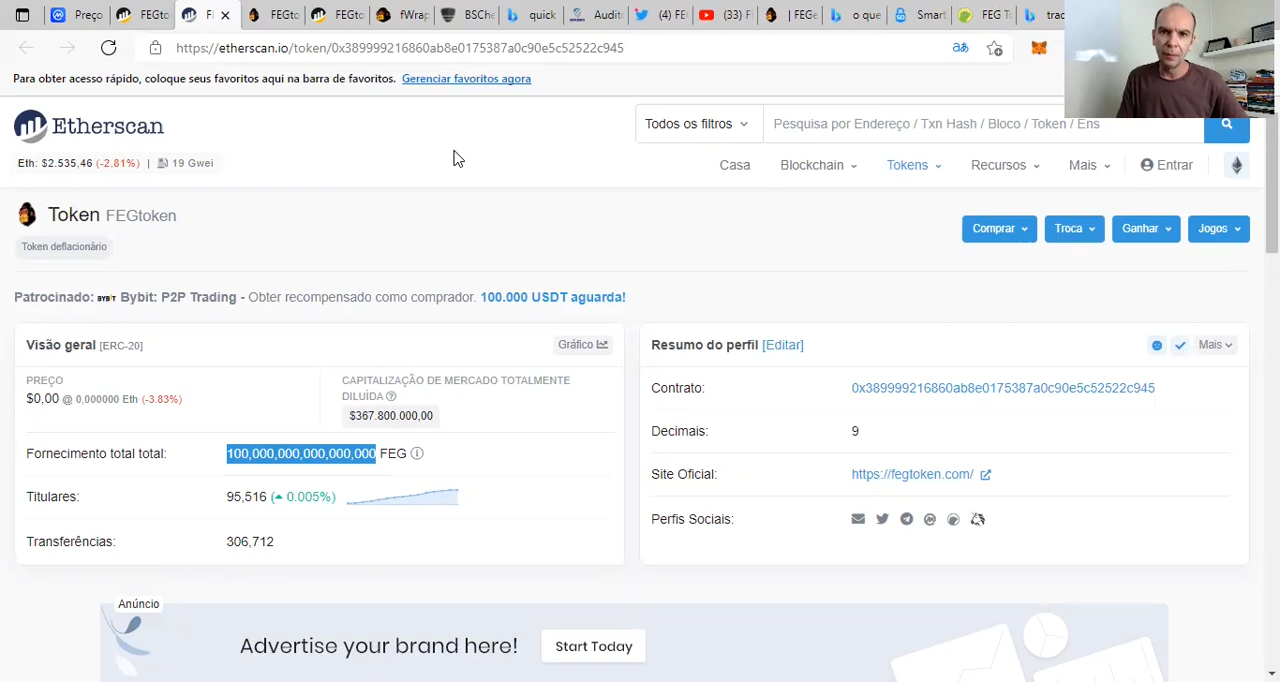 Preço
FEGto
F
FEGto
FEGto
fWrap
BSChe
quick
Audit
(4) FE
(33) F
| FEGe
o que
Smart
FEG T
trac
https://etherscan.io/token/0x389999216860ab8e0175387a0c90e5c52522c945
aあ
Para obter acesso rápido, coloque seus favoritos aqui na barra de favoritos. Gerenciar favoritos agora
Etherscan
Todos os filtros
Pesquisa por Endereço / Txn Hash / Bloco / Token / Ens
Eth: $2.535,46 (-2.81%) | 19 Gwei
Casa Blockchain Tokens Recursos Mais Entrar
Token FEGtoken
Comprar Troca Ganhar Jogos
Token deflacionário
Patrocinado: BYBIT Bybit: P2P Trading - Obter recompensado como comprador. 100.000 USDT aguarda!
Visão geral [ERC-20]
Gráfico
PREÇO
$0,00 @ 0,000000 Eth (-3.83%)
CAPITALIZAÇÃO DE MERCADO TOTALMENTE
DILUÍDA
$367.800.000,00
Fornecimento total total: 100,000,000,000,000,000 FEG
Titulares: 95,516 (0.005%)
Transferências: 306,712
Resumo do perfil [Editar]
Mais
Contrato: 0x389999216860ab8e0175387a0c90e5c52522c945
Decimais: 9
Site Oficial: https://fegtoken.com/
Perfis Sociais:
Anúncio
Advertise your brand here!
Start Today